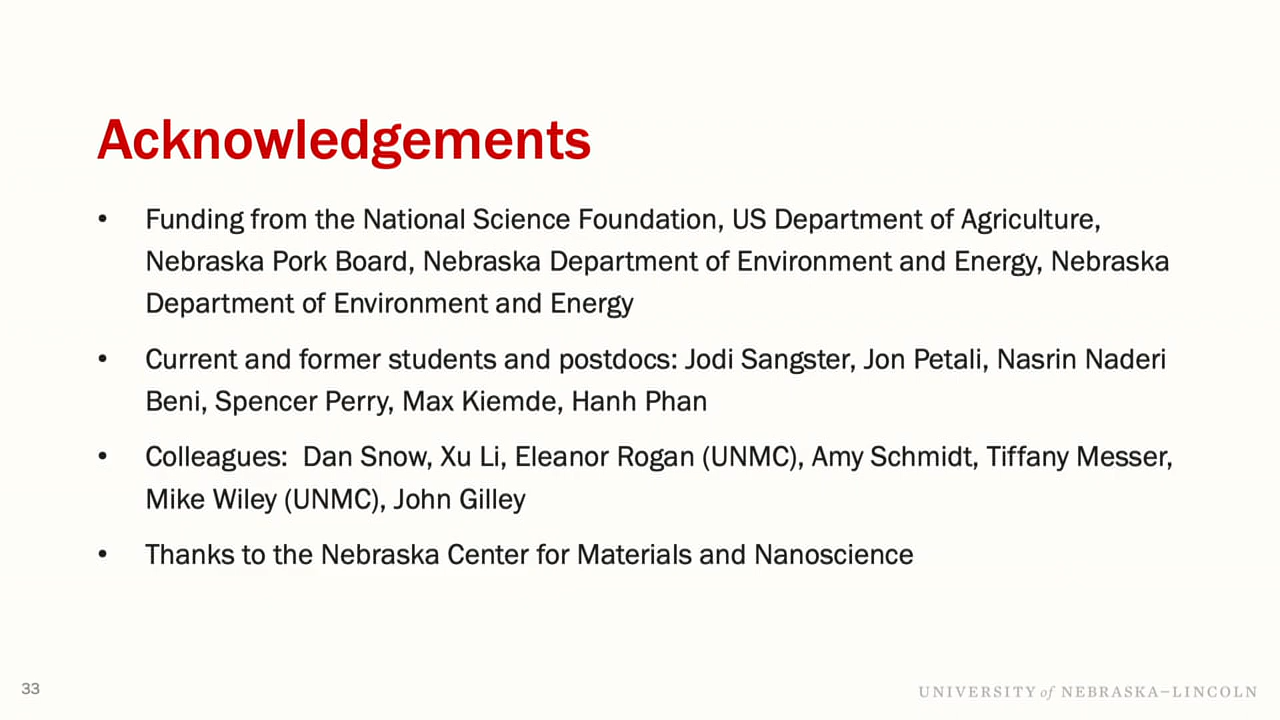 Acknowledgements
• Funding from the National Science Foundation, US Department of Agriculture,
Nebraska Pork Board, Nebraska Department of Environment and Energy, Nebraska
Department of Environment and Energy
• Current and former students and postdocs: Jodi Sangster, Jon Petali, Nasrin Naderi
Beni, Spencer Perry, Max Kiemde, Hanh Phan
• Colleagues:  Dan Snow, Xu Li, Eleanor Rogan (UNMC), Amy Schmidt, Tiffany Messer,
Mike Wiley (UNMC), John Gilley
• Thanks to the Nebraska Center for Materials and Nanoscience
33
UNIVERSITY of NEBRASKA–LINCOLN